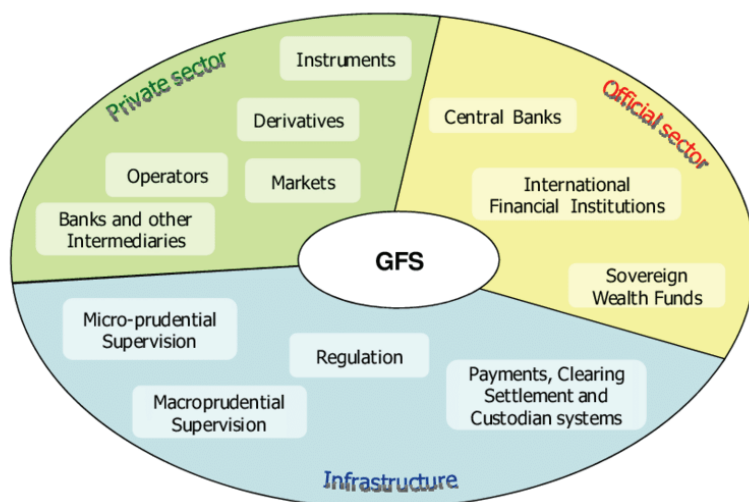 Private sector
Instruments
Derivatives
Operators
Markets
Banks and other
Intermediaries
Official sector
Central Banks
International
Financial Institutions
Sovereign
Wealth Funds
GFS
Micro-prudential
Supervision
Regulation
Macroprudential
Supervision
Payments, Clearing
Settlement and
Custodian systems
Infrastructure